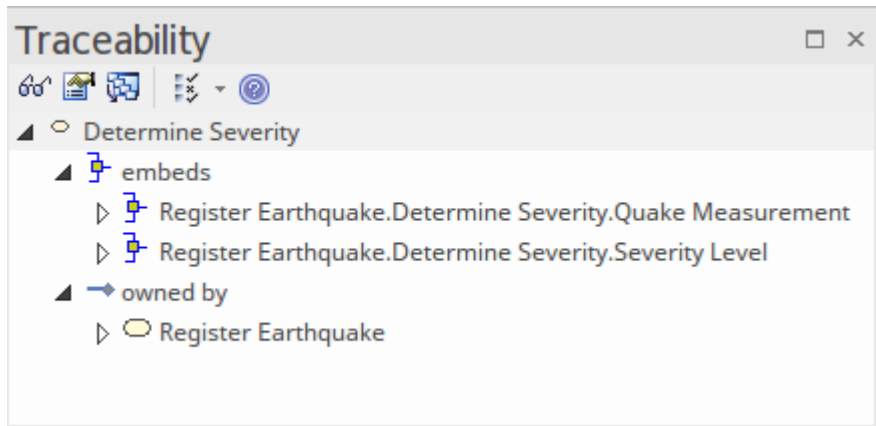 Traceability
Determine Severity
embeds
Register Earthquake.Determine Severity.Quake Measurement
Register Earthquake.Determine Severity.Severity Level
owned by
Register Earthquake